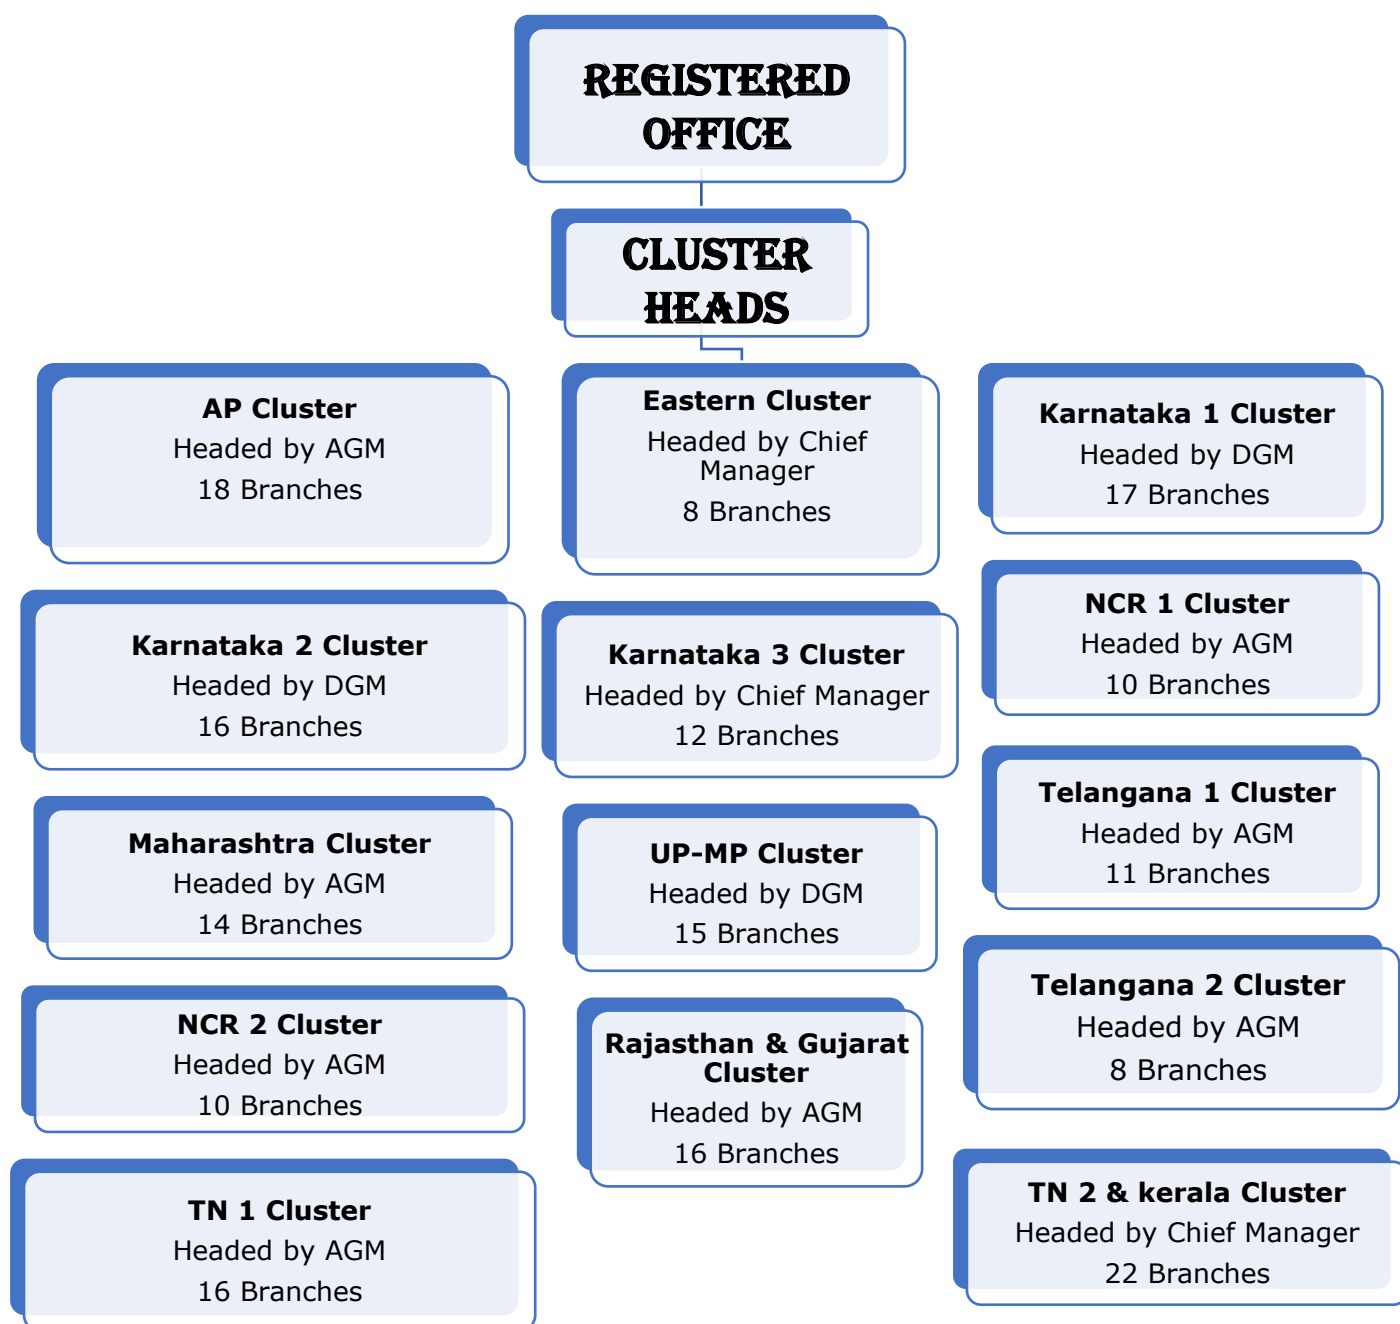 REGISTERED
OFFICE
CLUSTER
HEADS
AP Cluster
Headed by AGM
18 Branches
Eastern Cluster
Headed by Chief
Manager
8 Branches
Karnataka 1 Cluster
Headed by DGM
17 Branches
Karnataka 2 Cluster
Headed by DGM
16 Branches
Karnataka 3 Cluster
Headed by Chief Manager
12 Branches
NCR 1 Cluster
Headed by AGM
10 Branches
Maharashtra Cluster
Headed by AGM
14 Branches
UP-MP Cluster
Headed by DGM
15 Branches
Telangana 1 Cluster
Headed by AGM
11 Branches
NCR 2 Cluster
Headed by AGM
10 Branches
Rajasthan & Gujarat
Cluster
Headed by AGM
16 Branches
Telangana 2 Cluster
Headed by AGM
8 Branches
TN 1 Cluster
Headed by AGM
16 Branches
TN 2 & kerala Cluster
Headed by Chief Manager
22 Branches